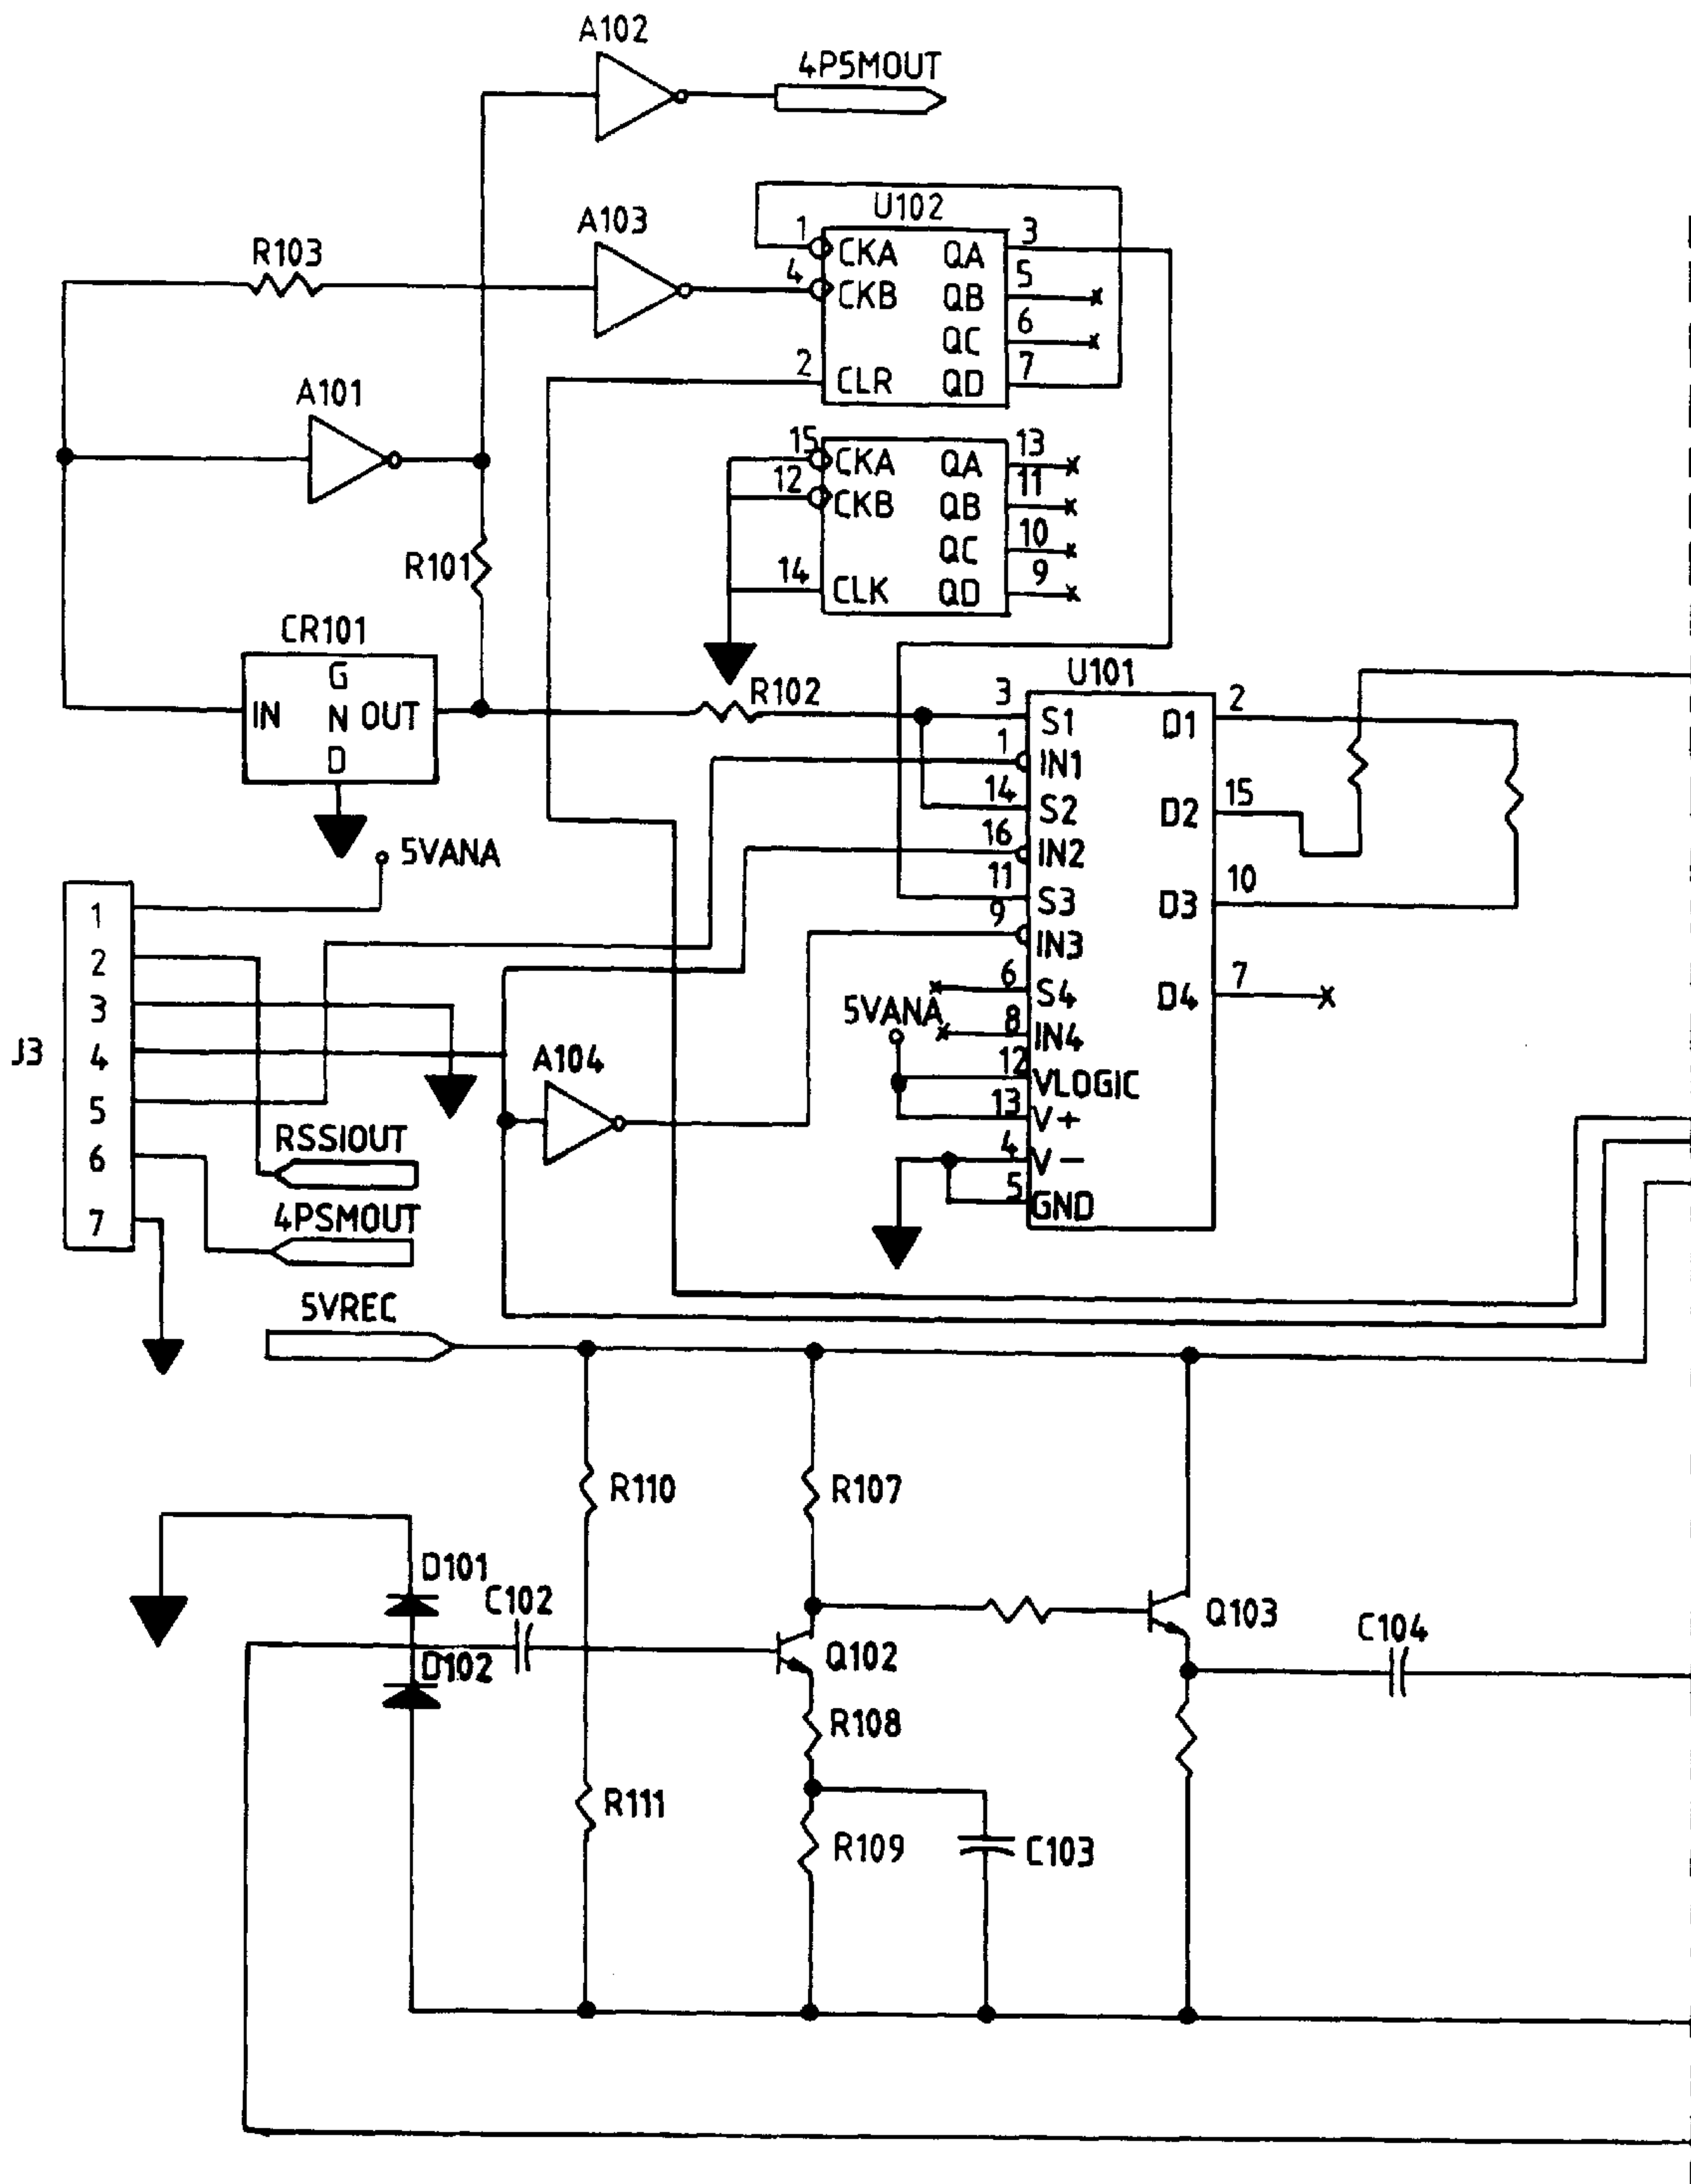 A102
4P5MOUT
A103
U102
R103
1 CKA QA 3
4 CKB QB 5
QC 6
2 CLR QD 7
A101
15 CKA QA 13
12 CKB QB 11
QC 10
14 CLK QD 9
R101
CR101
IN GND OUT
R102
U101
3 S1 D1 2
1 IN1
14 S2 D2 15
16 IN2
11 S3 D3 10
9 IN3
6 S4 D4 7
5VANA
8 IN4
12 VLOGIC
13 V+
4 V-
5 GND
5VANA
J3
1
2
3
4
5
6
7
A104
RSSIOUT
4PSMOUT
5VREC
R110
R107
D101
C102
D102
Q102
Q103
C104
R108
R111
R109
C103